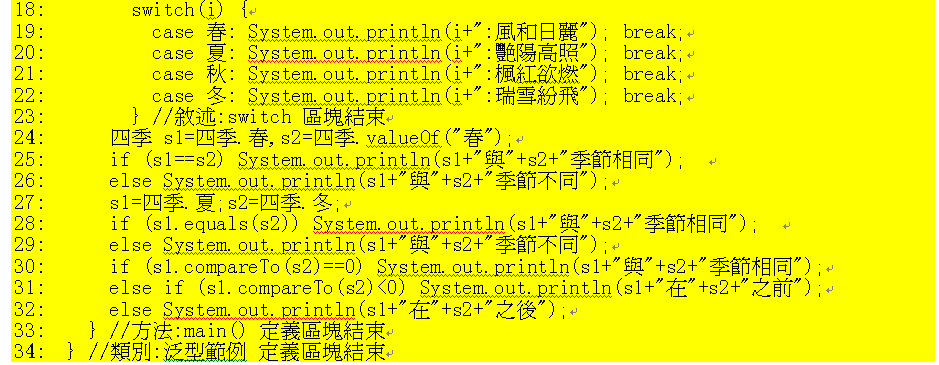 18:        switch(i) {
19:          case 春: System.out.println(i+":風和日麗"); break;
20:          case 夏: System.out.println(i+":艷陽高照"); break;
21:          case 秋: System.out.println(i+":楓紅欲燃"); break;
22:          case 冬: System.out.println(i+":瑞雪紛飛"); break;
23:        } //敘述:switch 區塊結束
24:      四季 s1=四季.春,s2=四季.valueOf("春");
25:      if (s1==s2) System.out.println(s1+"與"+s2+"季節相同");
26:      else System.out.println(s1+"與"+s2+"季節不同");
27:      s1=四季.夏;s2=四季.冬;
28:      if (s1.equals(s2)) System.out.println(s1+"與"+s2+"季節相同");
29:      else System.out.println(s1+"與"+s2+"季節不同");
30:      if (s1.compareTo(s2)==0) System.out.println(s1+"與"+s2+"季節相同");
31:      else if (s1.compareTo(s2)<0) System.out.println(s1+"在"+s2+"之前");
32:      else System.out.println(s1+"在"+s2+"之後");
33:    } //方法:main() 定義區塊結束
34:  } //類別:泛型範例 定義區塊結束